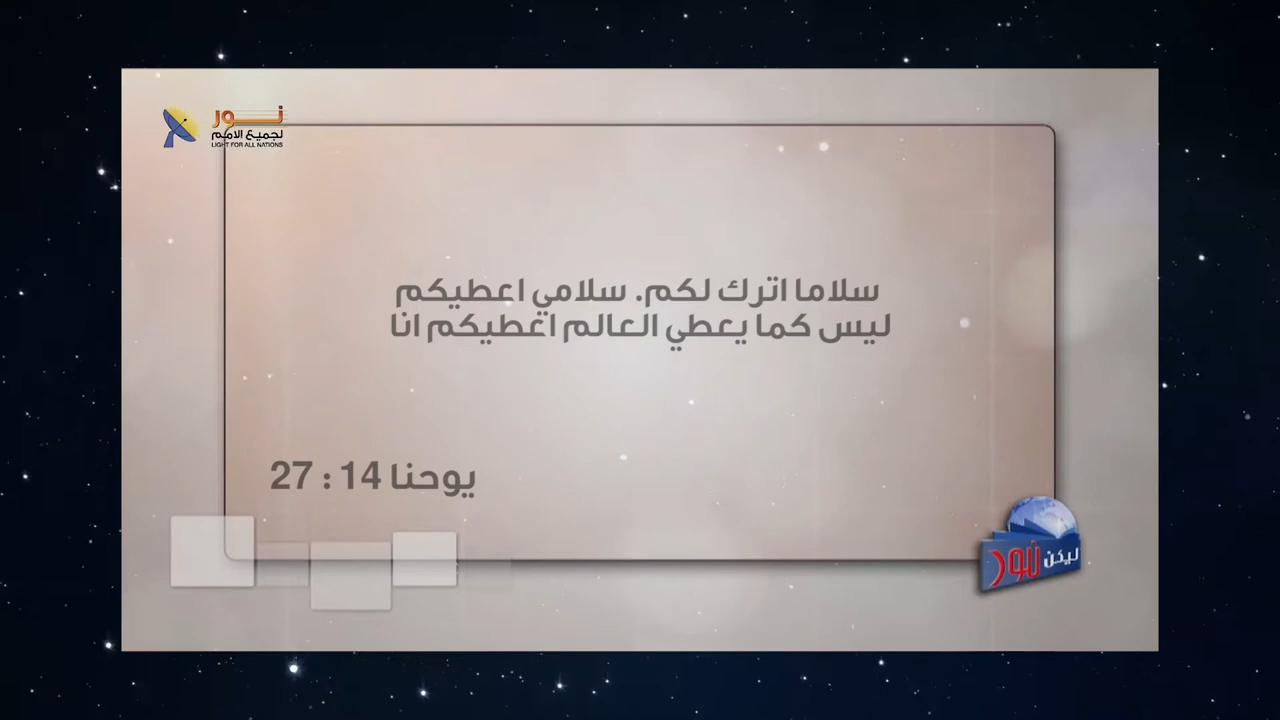 نور
لجميع الامم
LIGHT FOR ALL NATIONS
سلاما اترك لكم. سلامي اعطيكم
ليس كما يعطي العالم اعطيكم انا
يوحنا 14 : 27
ليكن نور